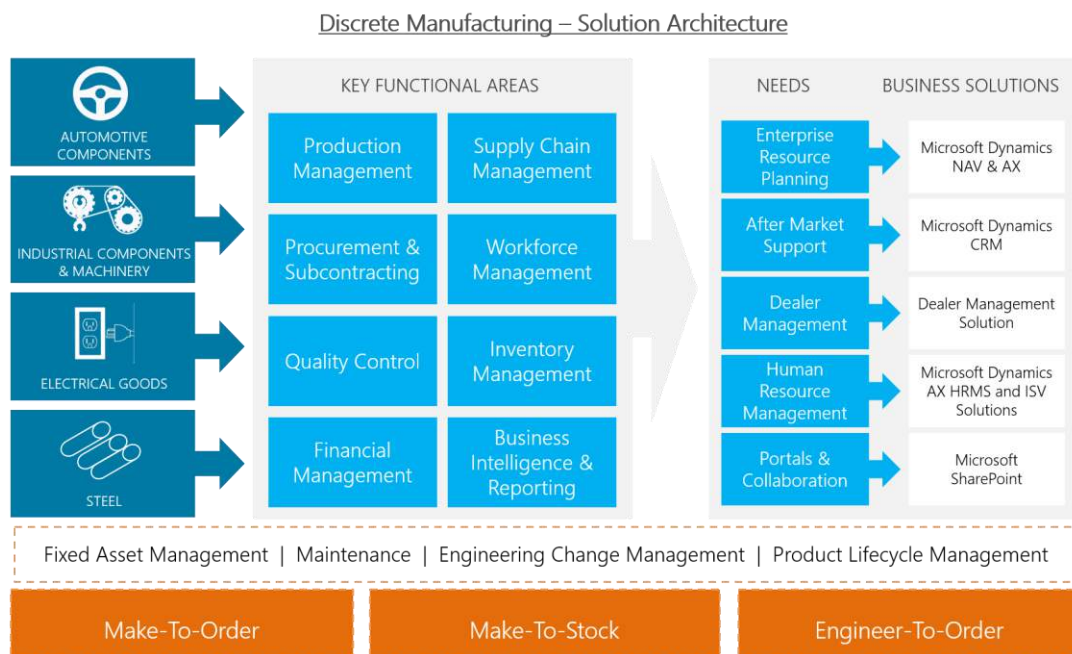 Discrete Manufacturing – Solution Architecture
AUTOMOTIVE
COMPONENTS
INDUSTRIAL COMPONENTS
& MACHINERY
ELECTRICAL GOODS
STEEL
KEY FUNCTIONAL AREAS
Production
Management
Supply Chain
Management
Procurement &
Subcontracting
Workforce
Management
Quality Control
Inventory
Management
Financial
Management
Business
Intelligence &
Reporting
NEEDS
BUSINESS SOLUTIONS
Enterprise
Resource
Planning
Microsoft Dynamics
NAV & AX
After Market
Support
Microsoft Dynamics
CRM
Dealer
Management
Dealer Management
Solution
Human
Resource
Management
Microsoft Dynamics
AX HRMS and ISV
Solutions
Portals &
Collaboration
Microsoft
SharePoint
Fixed Asset Management | Maintenance | Engineering Change Management | Product Lifecycle Management
Make-To-Order
Make-To-Stock
Engineer-To-Order